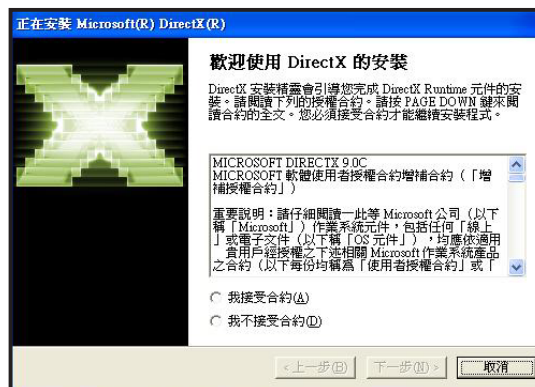 正在安裝 Microsoft(R) DirectX(R)
歡迎使用 DirectX 的安裝
DirectX 安裝精靈會引導您完成 DirectX Runtime 元件的安
裝。請閱讀下列的授權合約。請按 PAGE DOWN 鍵來閱
讀合約的全文。您必須接受合約才能繼續安裝程式。
MICROSOFT DIRECTX 9.0C
MICROSOFT 軟體使用者授權合約增補合約（「增
補授權合約」）
重要說明：請仔細閱讀－此等 Microsoft 公司（以下
稱「Microsoft」）作業系統元件，包括任何「線上
」或電子文件（以下稱「OS 元件」），均應依適用
貴用戶經授權之下述相關 Microsoft 作業系統產品
之合約（以下每份均稱為「使用者授權合約」或「
我接受合約(A)
我不接受合約(D)
<上一步(B)
下一步(N)>
取消